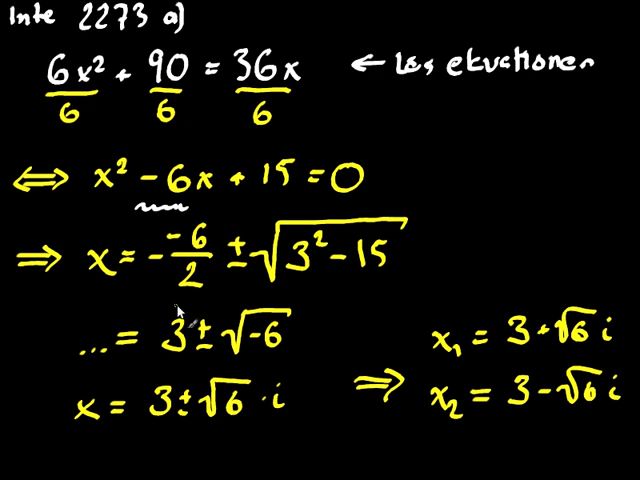 Inte 2273 a)
6x² + 90 = 36x ← Lös ekvationen
6 6 6
⟺ x² - 6x + 15 = 0
⟹ x = - -6/2 ± √(3² - 15)
... = 3 ± √-6
x = 3 ± √6 · i
⟹ x₁ = 3 + √6 i
x₂ = 3 - √6 i